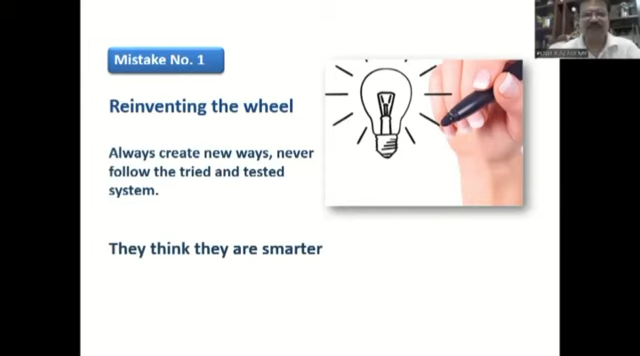 Mistake No. 1
Reinventing the wheel
Always create new ways, never
follow the tried and tested
system.
They think they are smarter